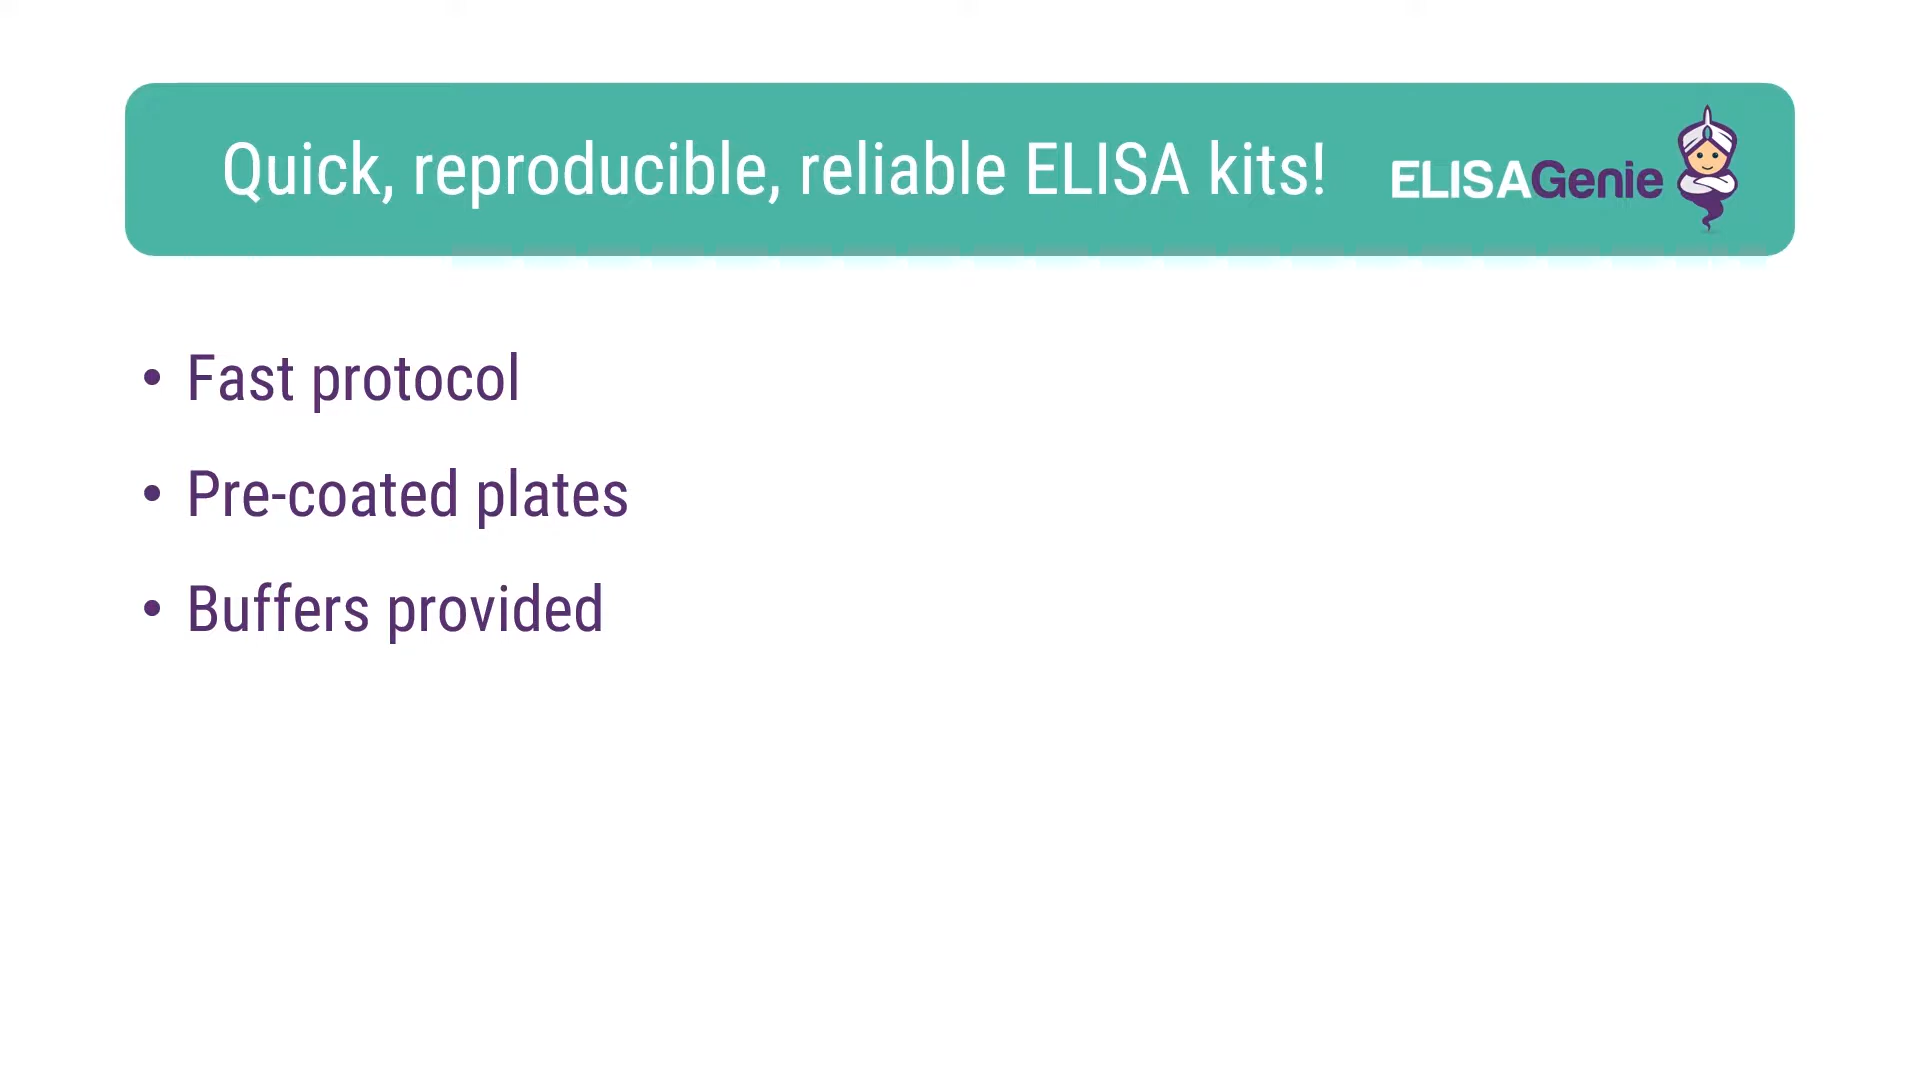 Quick, reproducible, reliable ELISA kits!
ELISAGenie
• Fast protocol
• Pre-coated plates
• Buffers provided